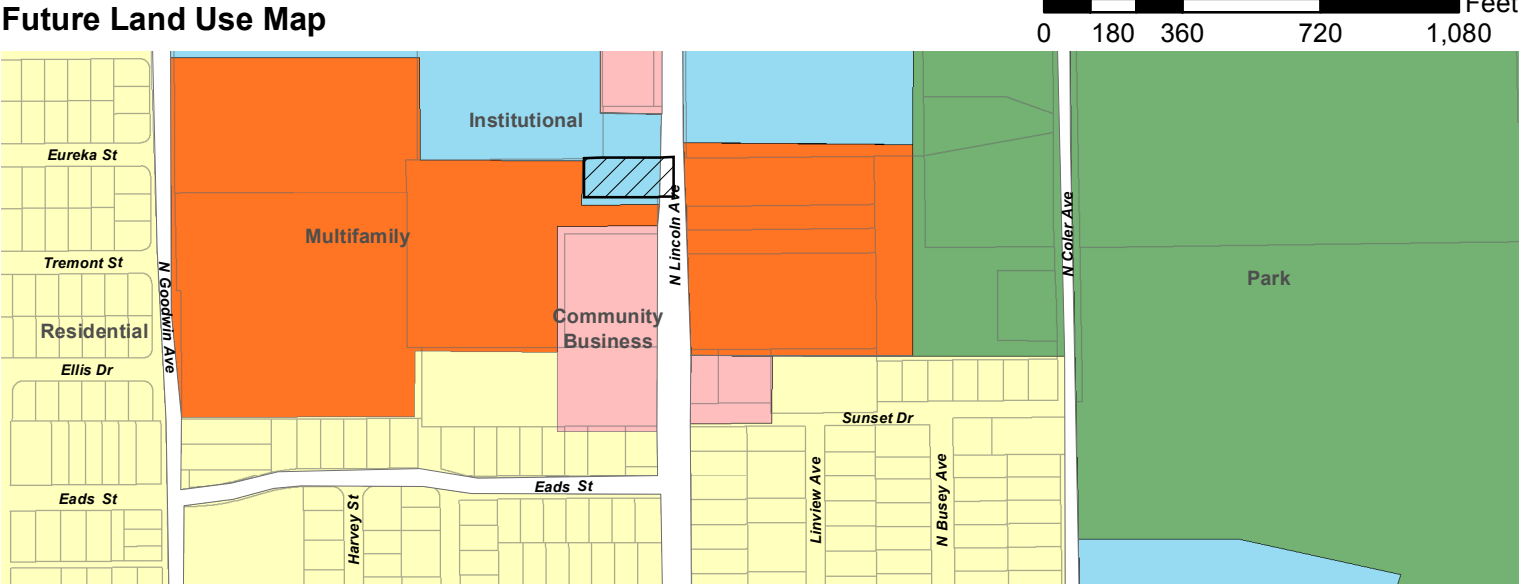 Future Land Use Map
Feet
0 180 360 720 1,080
Institutional
Eureka St
Multifamily
N Lincoln Ave
N Coler Ave
Tremont St
N Goodwin Ave
Park
Residential
Community
Business
Ellis Dr
Sunset Dr
Eads St
Eads St
Harvey St
Linview Ave
N Busey Ave